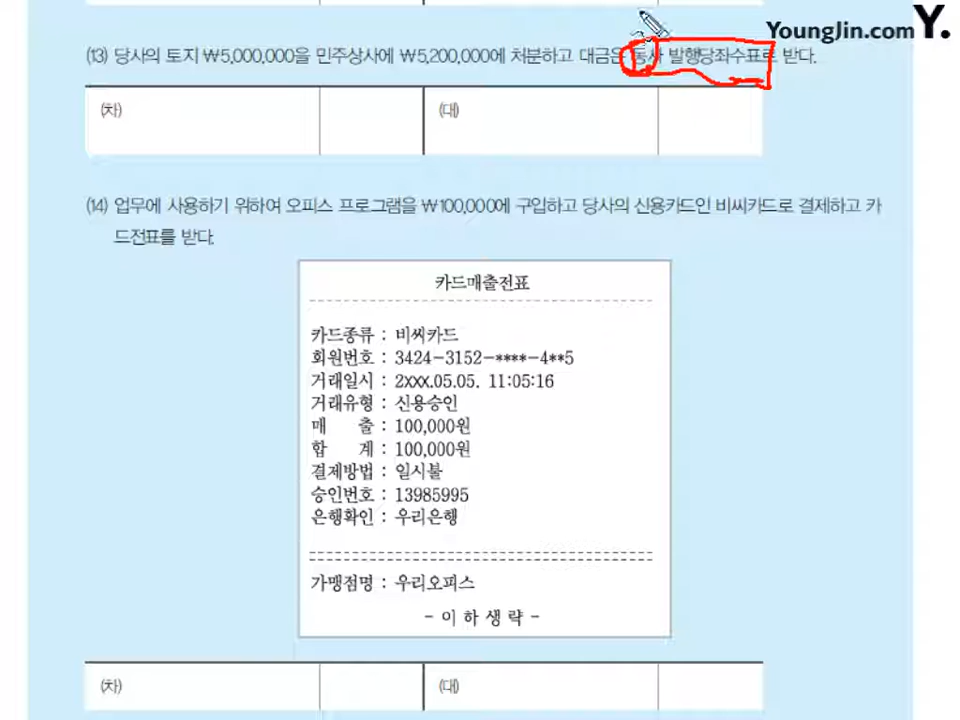 YoungJin.com Y.
(13) 당사의 토지 ₩5,000,000을 민주상사에 ₩5,200,000에 처분하고 대금은 동사 발행당좌수표로 받다.
(차) (대)
(14) 업무에 사용하기 위하여 오피스 프로그램을 ₩100,000에 구입하고 당사의 신용카드인 비씨카드로 결제하고 카
드전표를 받다.
카드매출전표
카드종류 : 비씨카드
회원번호 : 3424-3152-****-4**5
거래일시 : 2XXX.05.05. 11:05:16
거래유형 : 신용승인
매 출 : 100,000원
합 계 : 100,000원
결제방법 : 일시불
승인번호 : 13985995
은행확인 : 우리은행
가맹점명 : 우리오피스
- 이 하 생 략 -
(차) (대)